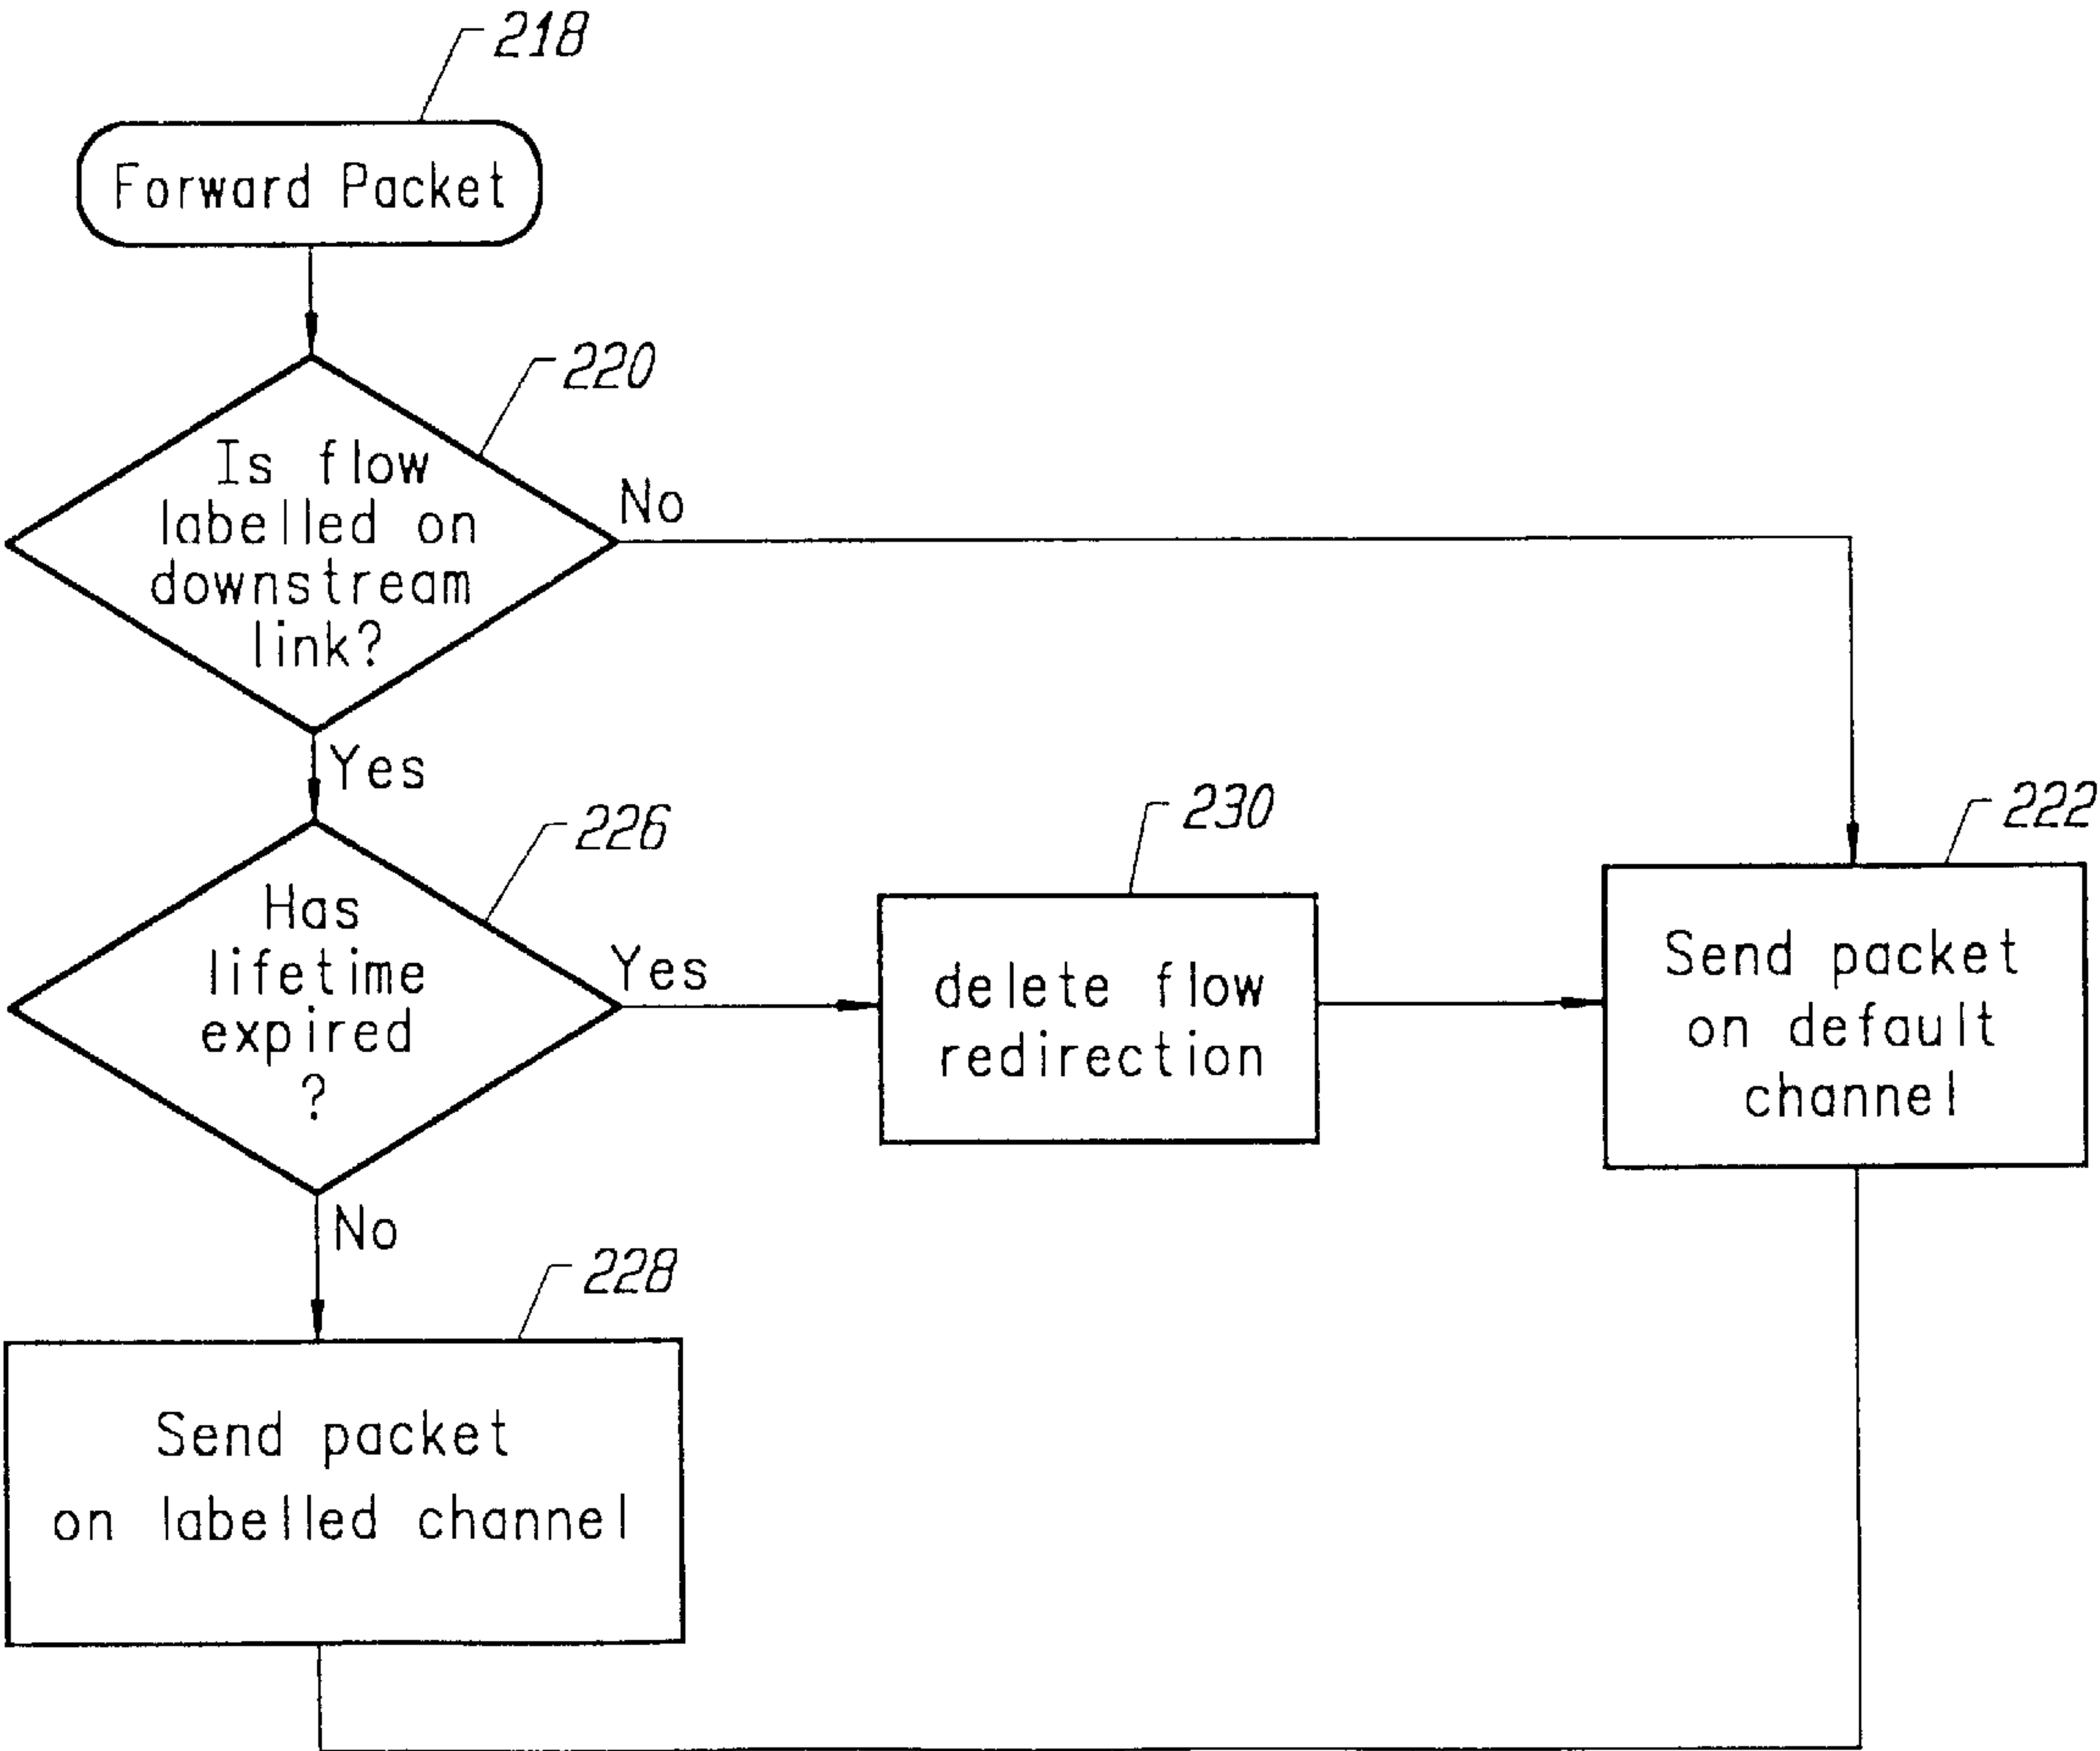 218
Forward Packet
220
Is flow
labelled on
downstream
link?
No
Yes
226
Has
lifetime
expired
?
Yes
230
delete flow
redirection
222
Send packet
on default
channel
No
228
Send packet
on labelled channel